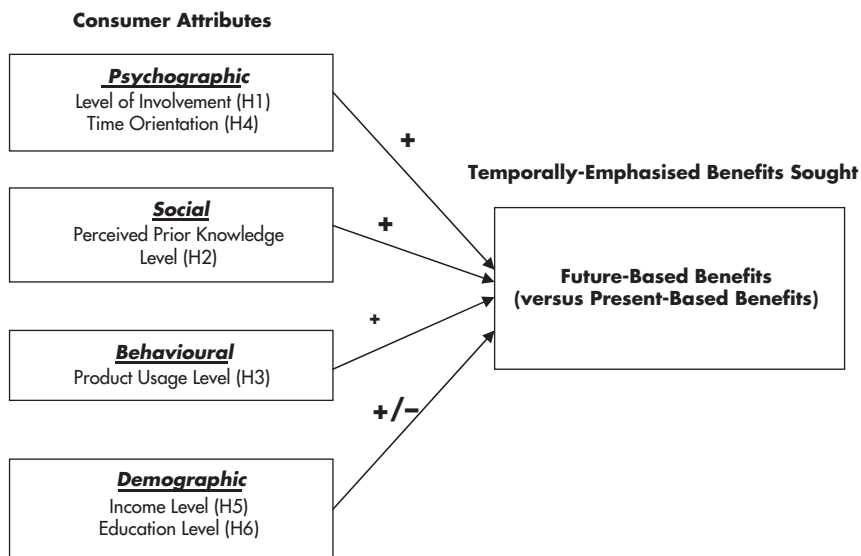 Consumer Attributes
Psychographic
Level of Involvement (H1)
Time Orientation (H4)
+
Temporally-Emphasised Benefits Sought
Social
Perceived Prior Knowledge
Level (H2)
+
Future-Based Benefits
(versus Present-Based Benefits)
Behavioural
Product Usage Level (H3)
+
+/–
Demographic
Income Level (H5)
Education Level (H6)